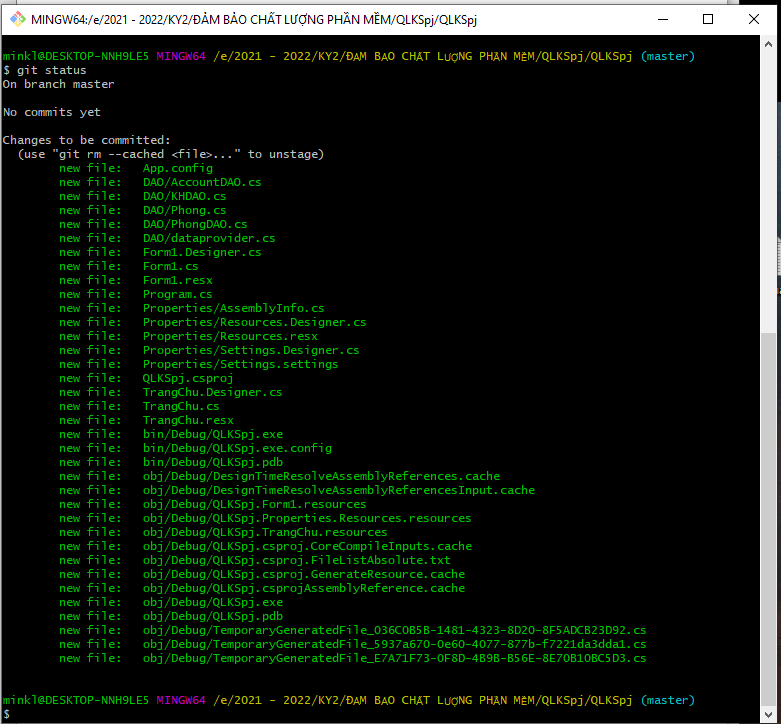 MINGW64:/e/2021 - 2022/KY2/ĐẢM BẢO CHẤT LƯỢNG PHẦN MỀM/QLKSpj/QLKSpj
minkl@DESKTOP-NNH9LE5 MINGW64 /e/2021 - 2022/KY2/ĐẢM BẢO CHẤT LƯỢNG PHẦN MỀM/QLKSpj/QLKSpj (master)
$ git status
On branch master
No commits yet
Changes to be committed:
(use "git rm --cached <file>..." to unstage)
new file: App.config
new file: DAO/AccountDAO.cs
new file: DAO/KHDAO.cs
new file: DAO/Phong.cs
new file: DAO/PhongDAO.cs
new file: DAO/dataprovider.cs
new file: Form1.Designer.cs
new file: Form1.cs
new file: Form1.resx
new file: Program.cs
new file: Properties/AssemblyInfo.cs
new file: Properties/Resources.Designer.cs
new file: Properties/Resources.resx
new file: Properties/Settings.Designer.cs
new file: Properties/Settings.settings
new file: QLKSpj.csproj
new file: TrangChu.Designer.cs
new file: TrangChu.cs
new file: TrangChu.resx
new file: bin/Debug/QLKSpj.exe
new file: bin/Debug/QLKSpj.exe.config
new file: bin/Debug/QLKSpj.pdb
new file: obj/Debug/DesignTimeResolveAssemblyReferences.cache
new file: obj/Debug/DesignTimeResolveAssemblyReferencesInput.cache
new file: obj/Debug/QLKSpj.Form1.resources
new file: obj/Debug/QLKSpj.Properties.Resources.resources
new file: obj/Debug/QLKSpj.TrangChu.resources
new file: obj/Debug/QLKSpj.csproj.CoreCompileInputs.cache
new file: obj/Debug/QLKSpj.csproj.FileListAbsolute.txt
new file: obj/Debug/QLKSpj.csproj.GenerateResource.cache
new file: obj/Debug/QLKSpj.csprojAssemblyReference.cache
new file: obj/Debug/QLKSpj.exe
new file: obj/Debug/QLKSpj.pdb
new file: obj/Debug/TemporaryGeneratedFile_036C0B5B-1481-4323-8D20-8F5ADCB23D92.cs
new file: obj/Debug/TemporaryGeneratedFile_5937a670-0e60-4077-877b-f7221da3dda1.cs
new file: obj/Debug/TemporaryGeneratedFile_E7A71F73-0F8D-4B9B-B56E-8E70B10BC5D3.cs
minkl@DESKTOP-NNH9LE5 MINGW64 /e/2021 - 2022/KY2/ĐẢM BẢO CHẤT LƯỢNG PHẦN MỀM/QLKSpj/QLKSpj (master)
$